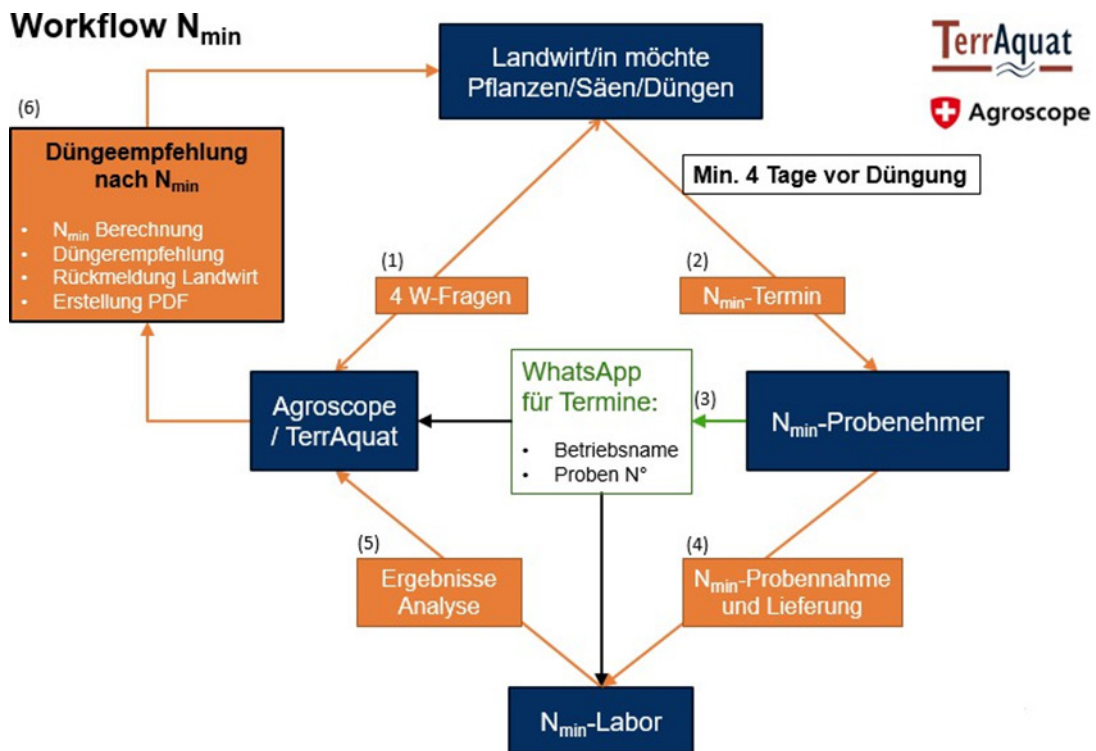 Workflow Nmin
TerrAquat
Agroscope
Landwirt/in möchte
Pflanzen/Säen/Düngen
(6)
Düngeempfehlung
nach Nmin
• Nmin Berechnung
• Düngerempfehlung
• Rückmeldung Landwirt
• Erstellung PDF
Min. 4 Tage vor Düngung
(1)
4 W-Fragen
(2)
Nmin-Termin
Agroscope
/ TerrAquat
WhatsApp
für Termine:
• Betriebsname
• Proben N°
(3)
Nmin-Probenehmer
(5)
Ergebnisse
Analyse
(4)
Nmin-Probennahme
und Lieferung
Nmin-Labor